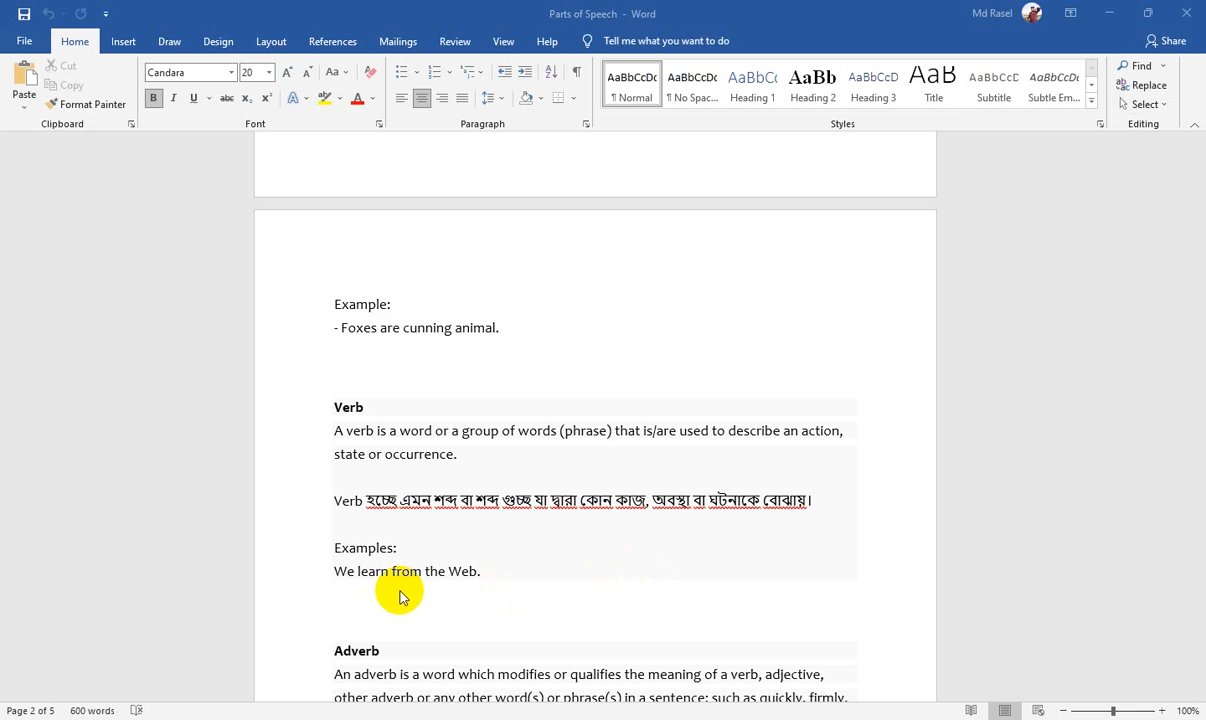 Parts of Speech - Word
Md Rasel
File Home Insert Draw Design Layout References Mailings Review View Help Tell me what you want to do Share
Paste
Cut
Copy
Format Painter
Clipboard
Candara 20
Font
Paragraph
AaBbCcDc AaBbCcDc AaBbCcD AaBb AaBbCcD AaB AaBbCcD AaBbCcD
¶ Normal ¶ No Spac... Heading 1 Heading 2 Heading 3 Title Subtitle Subtle Em...
Styles
Find
Replace
Select
Editing
Example:
- Foxes are cunning animal.
Verb
A verb is a word or a group of words (phrase) that is/are used to describe an action,
state or occurrence.
Verb হচ্ছে এমন শব্দ বা শব্দ গুচ্ছ যা দ্বারা কোন কাজ, অবস্থা বা ঘটনাকে বোঝায়।
Examples:
We learn from the Web.
Adverb
An adverb is a word which modifies or qualifies the meaning of a verb, adjective,
other adverb or any other word(s) or phrase(s) in a sentence; such as quickly, firmly,
Page 2 of 5 600 words 100%